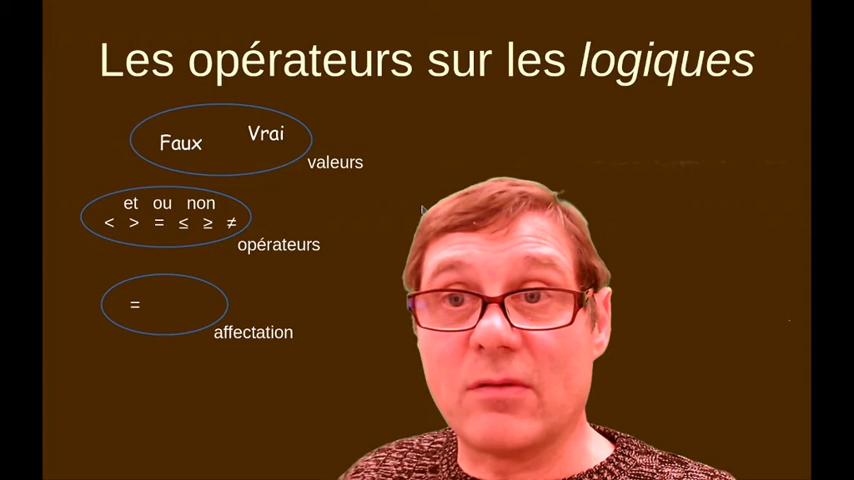 Les opérateurs sur les logiques
Faux Vrai
valeurs
et ou non
< > = ≤ ≥ ≠
opérateurs
=
affectation